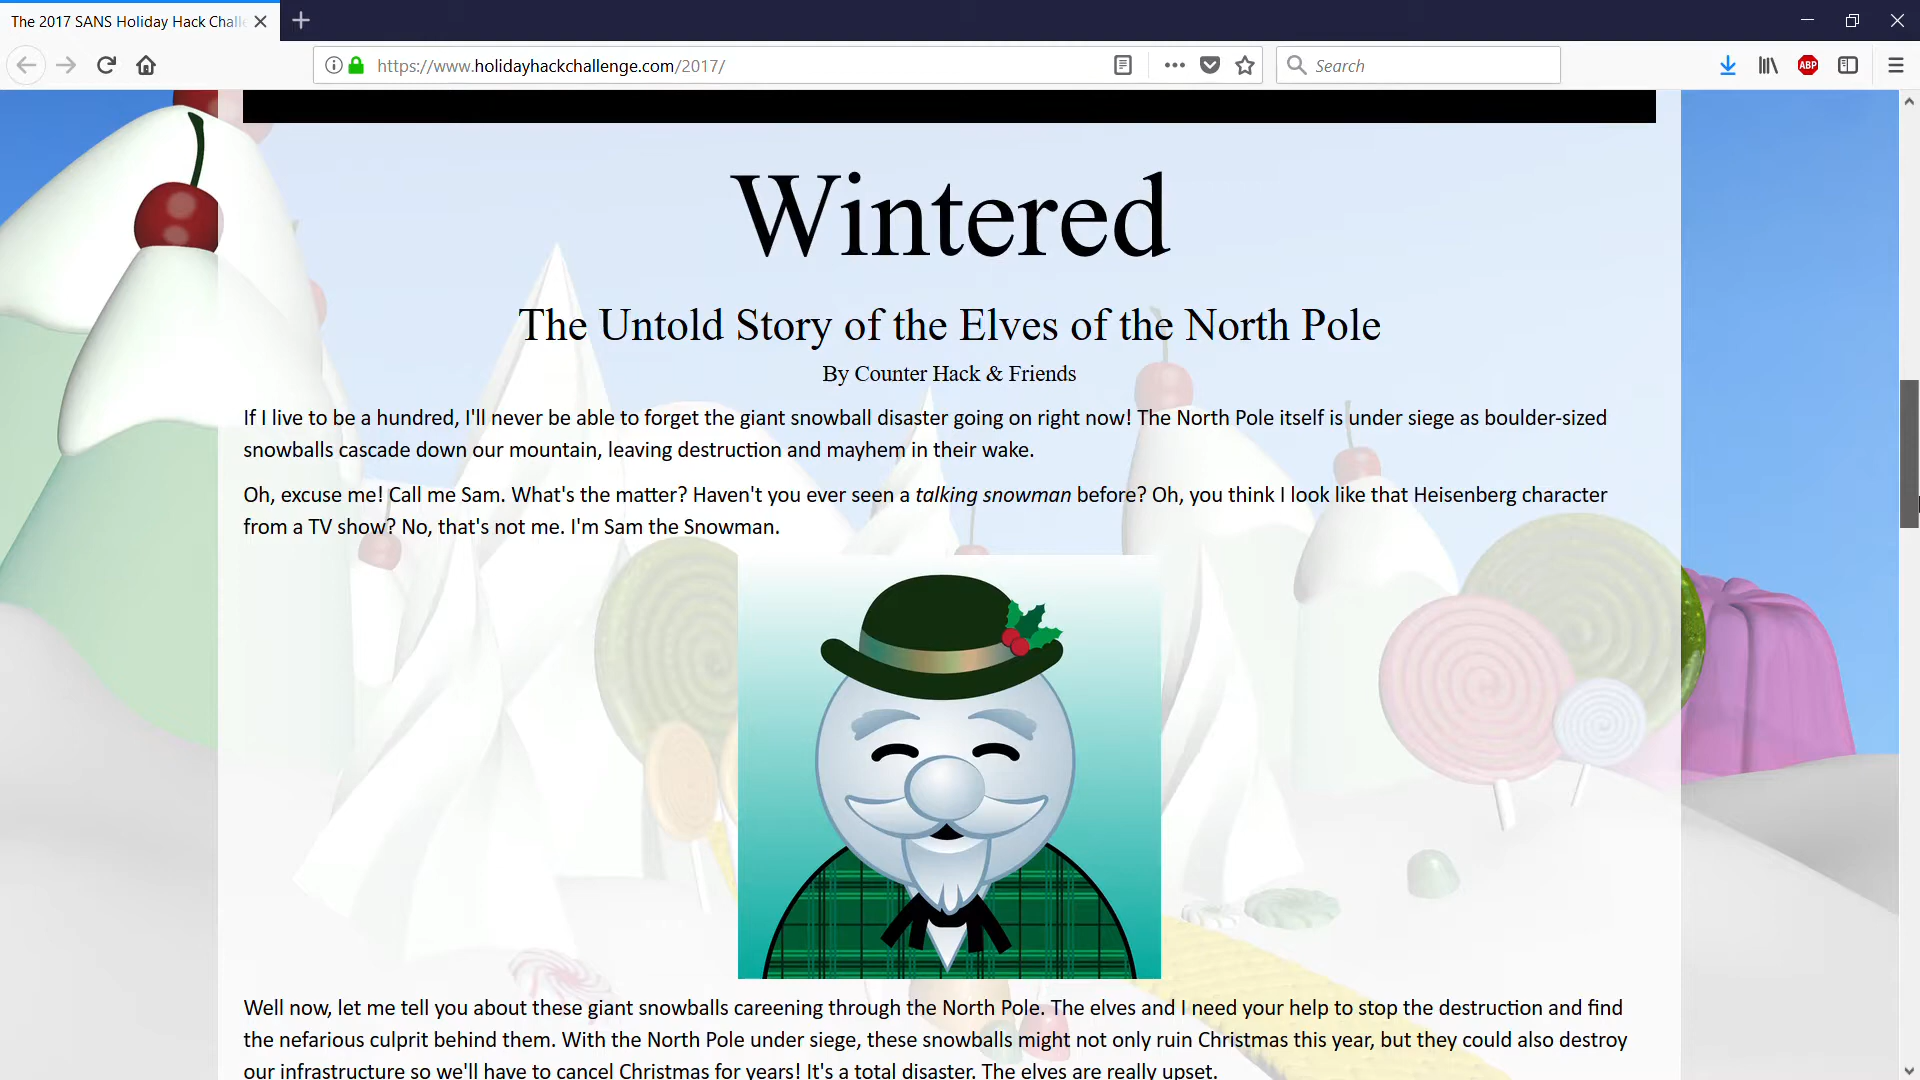 The 2017 SANS Holiday Hack Chall
https://www.holidayhackchallenge.com/2017/
Search
ABP
Wintered
The Untold Story of the Elves of the North Pole
By Counter Hack & Friends
If I live to be a hundred, I'll never be able to forget the giant snowball disaster going on right now! The North Pole itself is under siege as boulder-sized
snowballs cascade down our mountain, leaving destruction and mayhem in their wake.
Oh, excuse me! Call me Sam. What's the matter? Haven't you ever seen a talking snowman before? Oh, you think I look like that Heisenberg character
from a TV show? No, that's not me. I'm Sam the Snowman.
Well now, let me tell you about these giant snowballs careening through the North Pole. The elves and I need your help to stop the destruction and find
the nefarious culprit behind them. With the North Pole under siege, these snowballs might not only ruin Christmas this year, but they could also destroy
our infrastructure so we'll have to cancel Christmas for years! It's a total disaster. The elves are really upset.